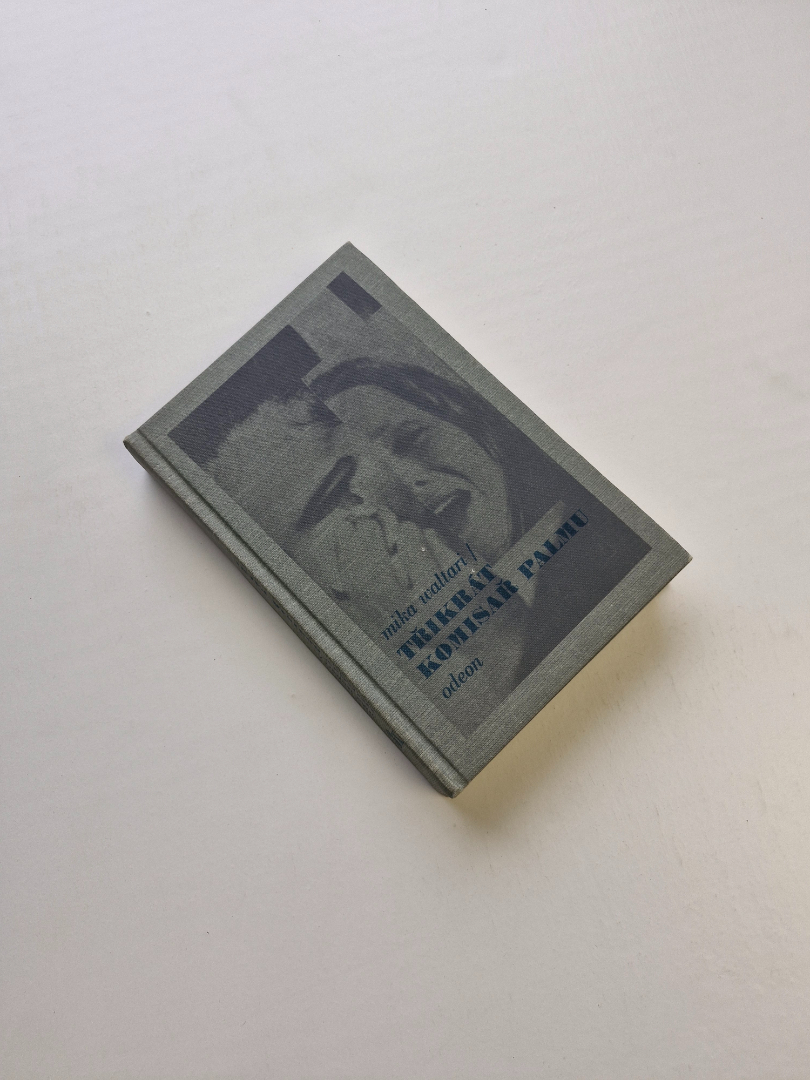 mika waltari /
TŘIKRÁT
KOMISAŘ PALMU
odeon